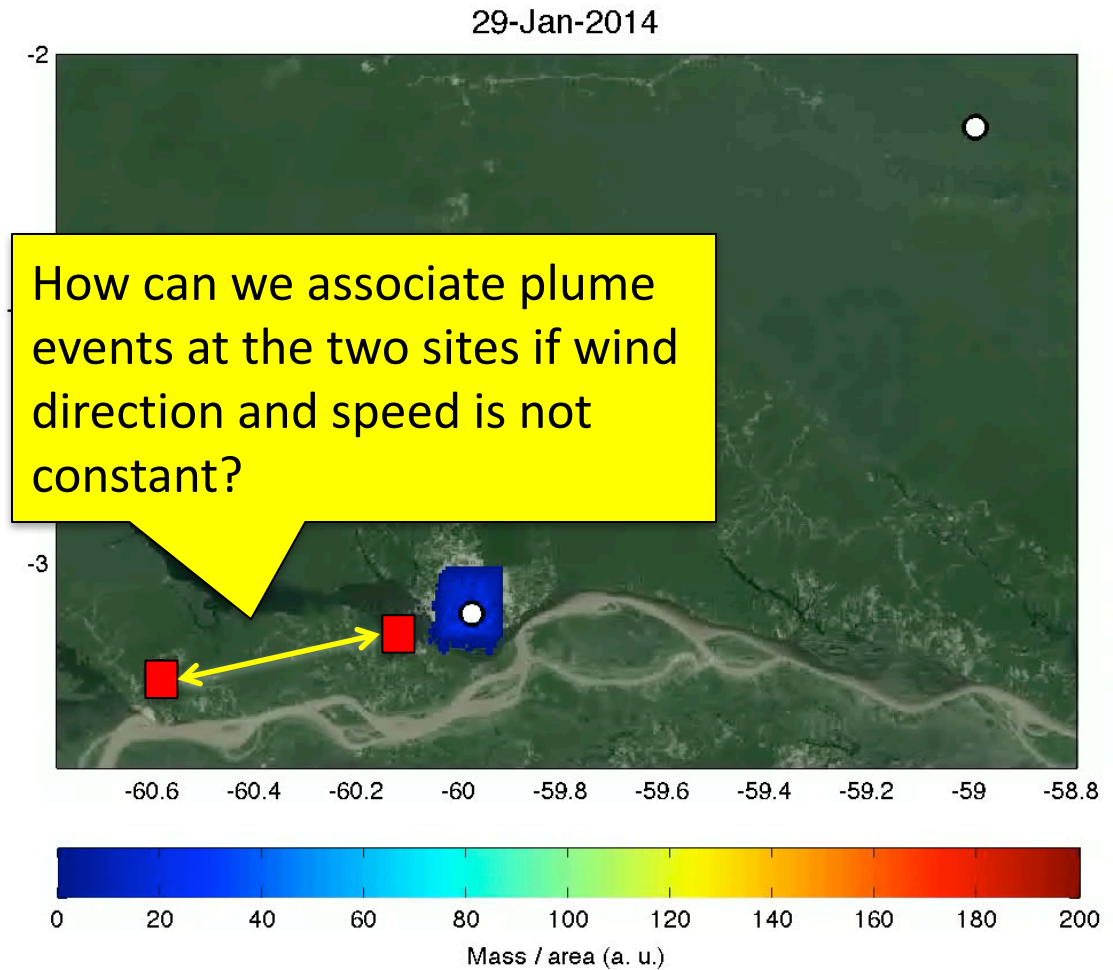 29-Jan-2014
-2
How can we associate plume
events at the two sites if wind
direction and speed is not
constant?
-3
-60.6 -60.4 -60.2 -60 -59.8 -59.6 -59.4 -59.2 -59 -58.8
0 20 40 60 80 100 120 140 160 180 200
Mass / area (a. u.)